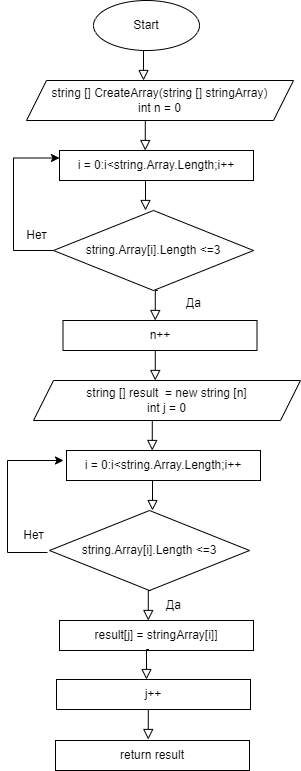 Start
string [] CreateArray(string [] stringArray)
int n = 0
i = 0:i<string.Array.Length;i++
Нет
string.Array[i].Length <=3
Да
n++
string [] result  = new string [n]
int j = 0
i = 0:i<string.Array.Length;i++
Нет
string.Array[i].Length <=3
Да
result[j] = stringArray[i]]
j++
return result